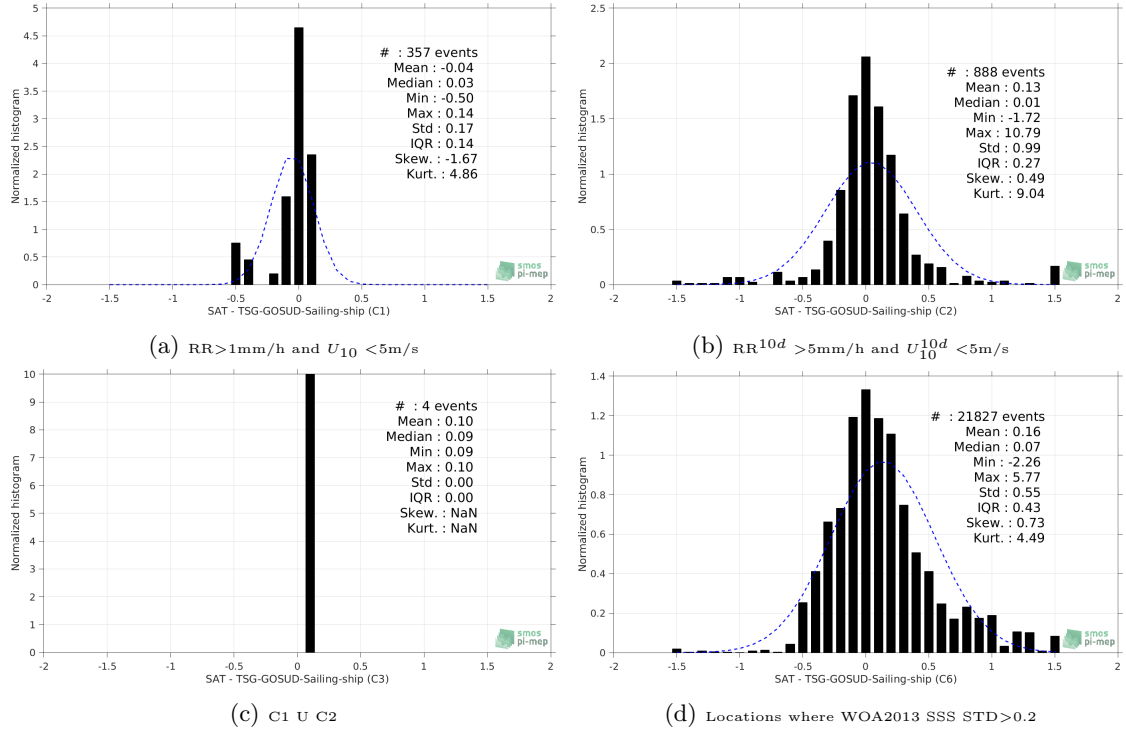 5
4.5
4
3.5
3
2.5
2
1.5
1
0.5
0
Normalized histogram
# : 357 events
Mean : -0.04
Median : 0.03
Min : -0.50
Max : 0.14
Std : 0.17
IQR : 0.14
Skew. : -1.67
Kurt. : 4.86
smos
pi-mep
-2 -1.5 -1 -0.5 0 0.5 1 1.5 2
SAT - TSG-GOSUD-Sailing-ship (C1)
(a) RR>1mm/h and U10 <5m/s
2.5
2
1.5
1
0.5
0
Normalized histogram
# : 888 events
Mean : 0.13
Median : 0.01
Min : -1.72
Max : 10.79
Std : 0.99
IQR : 0.27
Skew. : 0.49
Kurt. : 9.04
smos
pi-mep
-2 -1.5 -1 -0.5 0 0.5 1 1.5 2
SAT - TSG-GOSUD-Sailing-ship (C2)
(b) RR10d >5mm/h and U10d10 <5m/s
10
9
8
7
6
5
4
3
2
1
0
Normalized histogram
# : 4 events
Mean : 0.10
Median : 0.09
Min : 0.09
Max : 0.10
Std : 0.00
IQR : 0.00
Skew. : NaN
Kurt. : NaN
smos
pi-mep
-2 -1.5 -1 -0.5 0 0.5 1 1.5 2
SAT - TSG-GOSUD-Sailing-ship (C3)
(c) C1 U C2
1.4
1.2
1
0.8
0.6
0.4
0.2
0
Normalized histogram
# : 21827 events
Mean : 0.16
Median : 0.07
Min : -2.26
Max : 5.77
Std : 0.55
IQR : 0.43
Skew. : 0.73
Kurt. : 4.49
smos
pi-mep
-2 -1.5 -1 -0.5 0 0.5 1 1.5 2
SAT - TSG-GOSUD-Sailing-ship (C6)
(d) Locations where WOA2013 SSS STD>0.2